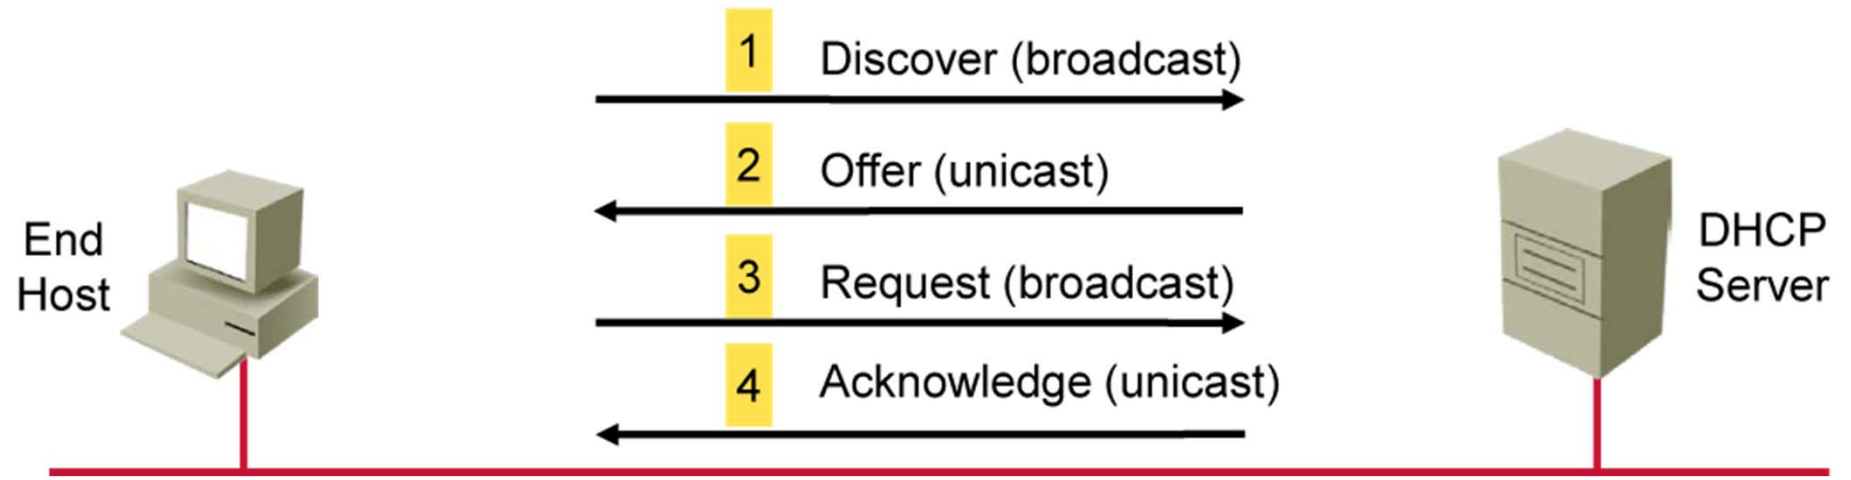 1 Discover (broadcast)
2 Offer (unicast)
End
Host
DHCP
Server
3 Request (broadcast)
4 Acknowledge (unicast)